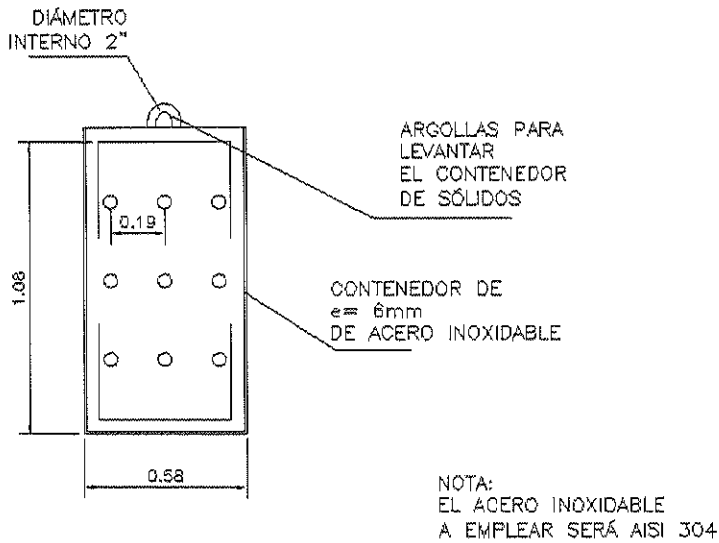 DIÁMETRO
INTERNO 2"
ARGOLLAS PARA
LEVANTAR
EL CONTENEDOR
DE SÓLIDOS
0.19
1.08
CONTENEDOR DE
e= 6mm
DE ACERO INOXIDABLE
0.58
NOTA:
EL ACERO INOXIDABLE
A EMPLEAR SERÁ AISI 304